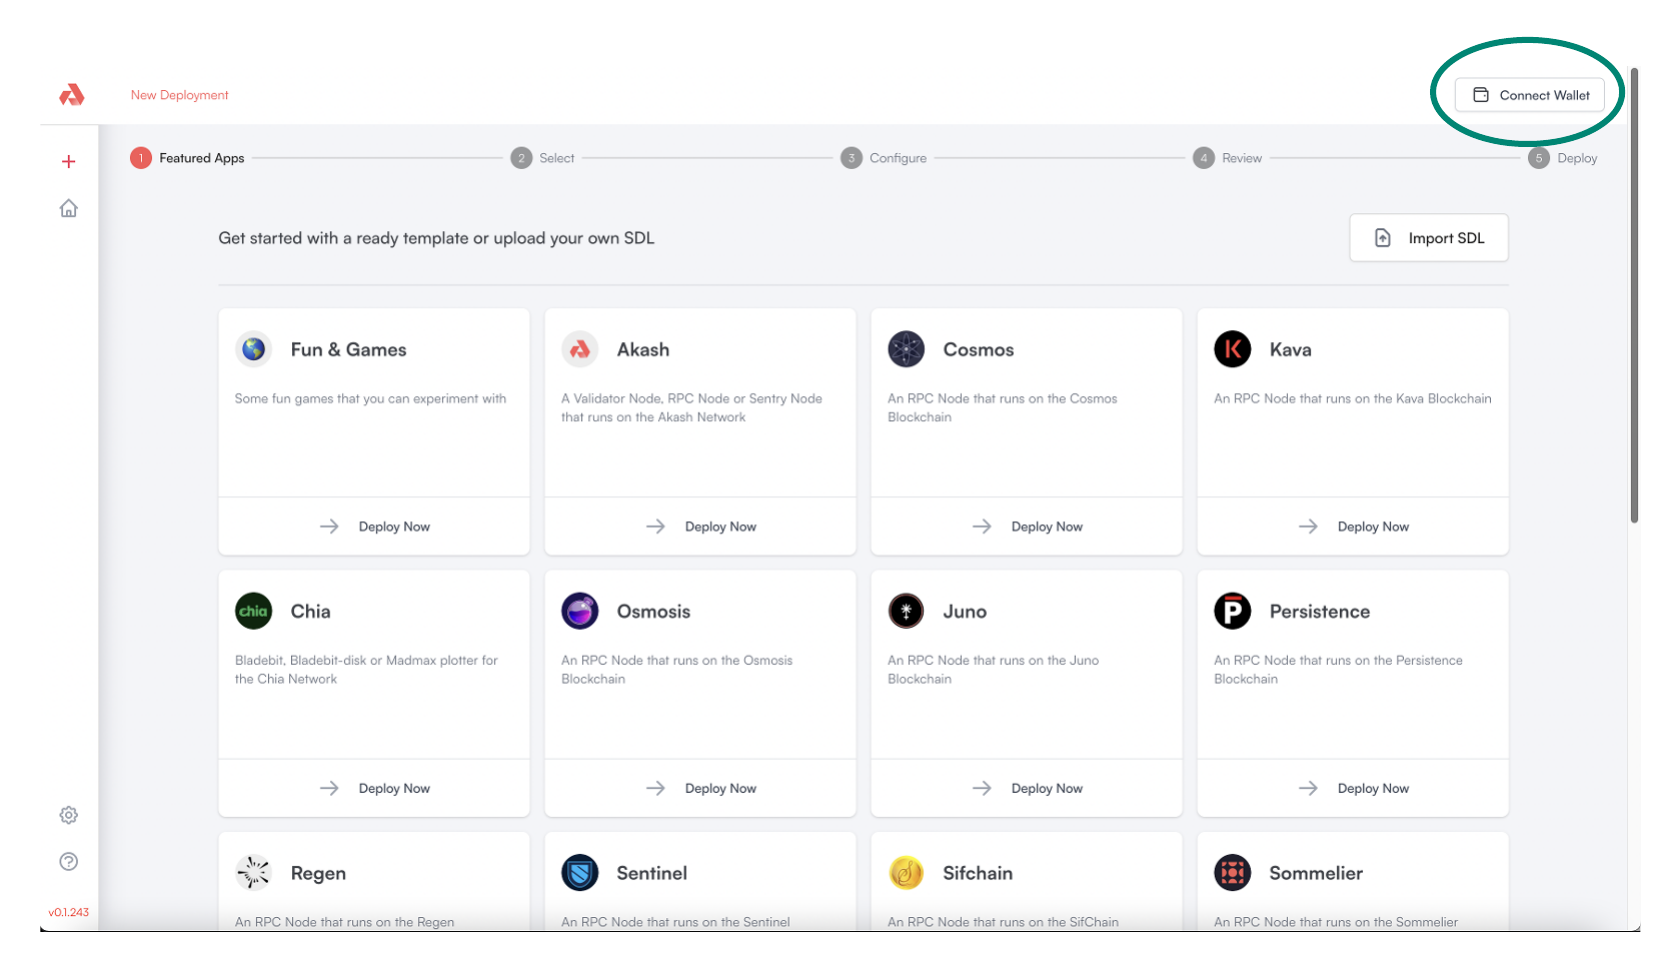 New Deployment
Connect Wallet
1 Featured Apps
2 Select
3 Configure
4 Review
5 Deploy
Get started with a ready template or upload your own SDL
Import SDL
Fun & Games
Some fun games that you can experiment with
Deploy Now
Akash
A Validator Node, RPC Node or Sentry Node
that runs on the Akash Network
Deploy Now
Cosmos
An RPC Node that runs on the Cosmos
Blockchain
Deploy Now
Kava
An RPC Node that runs on the Kava Blockchain
Deploy Now
chia
Chia
Bladebit, Bladebit-disk or Madmax plotter for
the Chia Network
Deploy Now
Osmosis
An RPC Node that runs on the Osmosis
Blockchain
Deploy Now
Juno
An RPC Node that runs on the Juno
Blockchain
Deploy Now
Persistence
An RPC Node that runs on the Persistence
Blockchain
Deploy Now
Regen
An RPC Node that runs on the Regen
Sentinel
An RPC Node that runs on the Sentinel
Sifchain
An RPC Node that runs on the SifChain
Sommelier
An RPC Node that runs on the Sommelier
v0.1.243